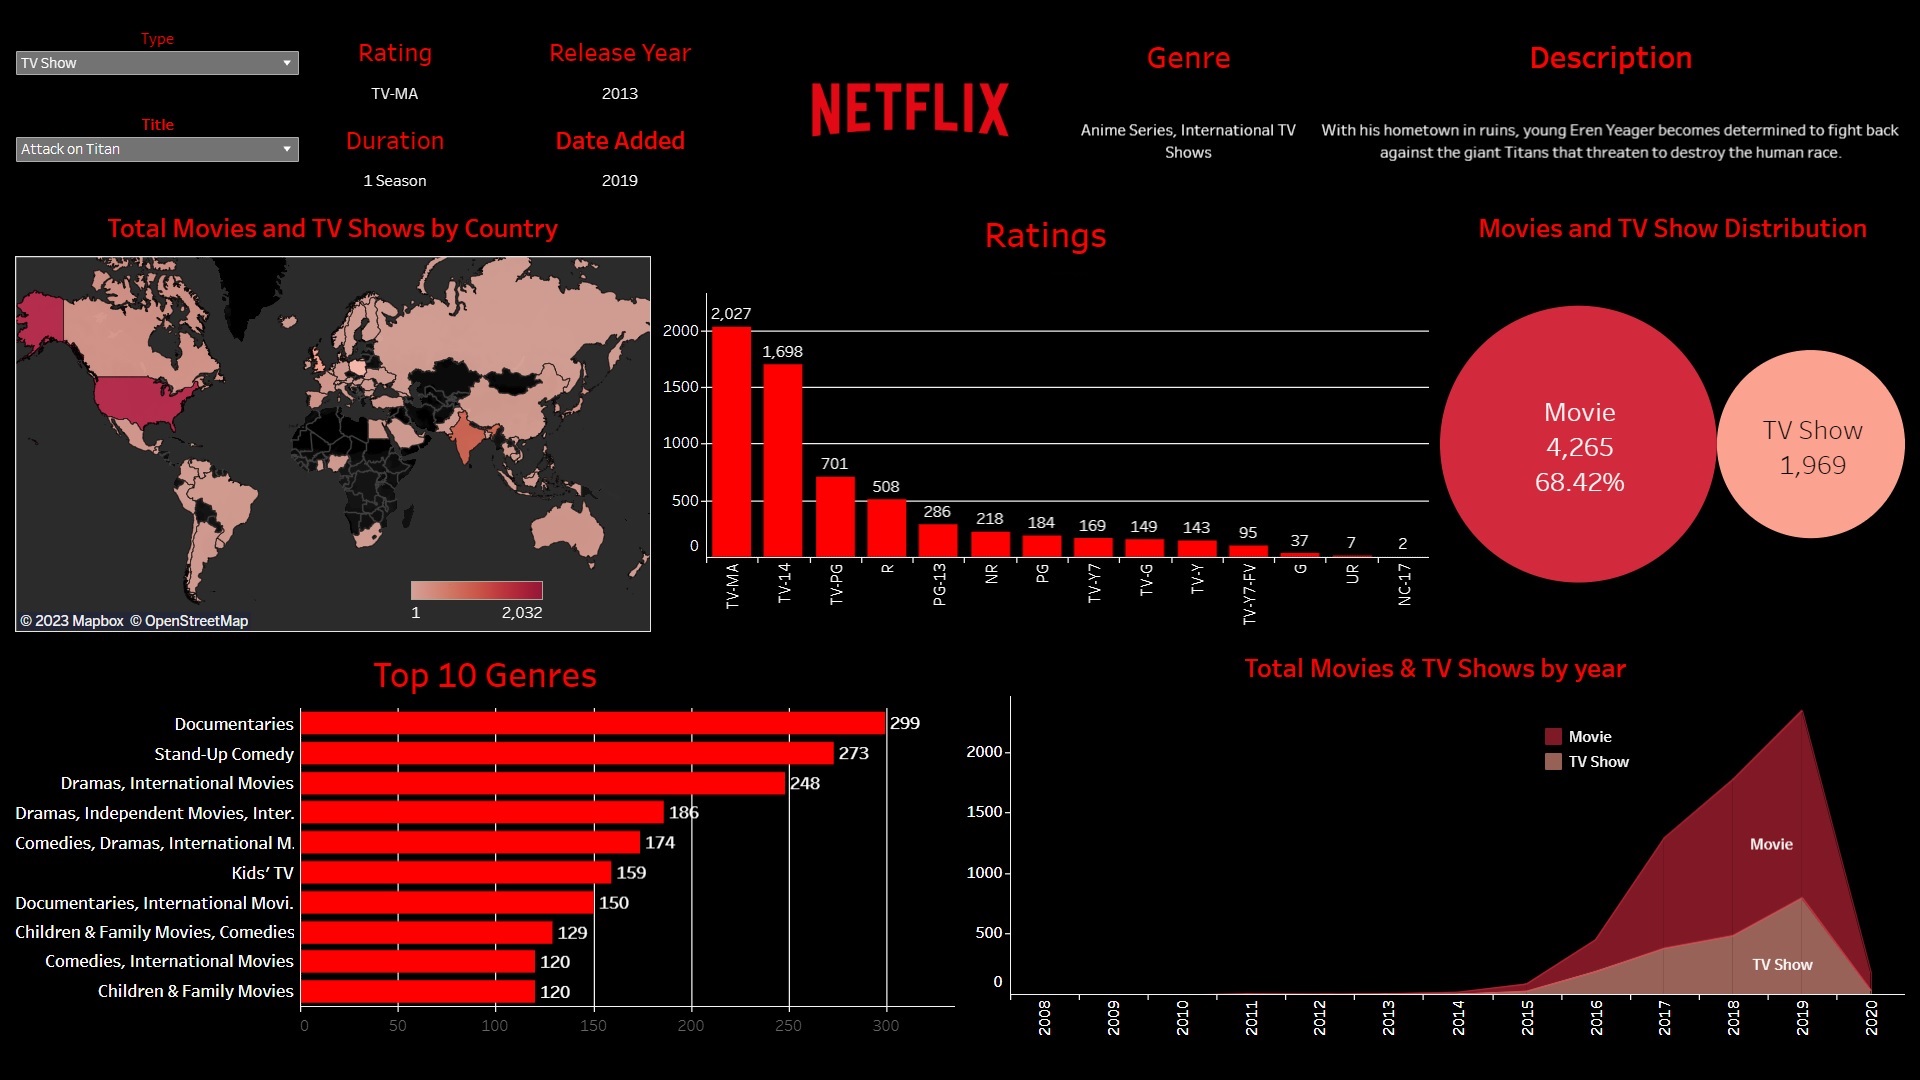 Type
TV Show
Title
Attack on Titan
Rating
TV-MA
Release Year
2013
Duration
1 Season
Date Added
2019
NETFLIX
Genre
Anime Series, International TV
Shows
Description
With his hometown in ruins, young Eren Yeager becomes determined to fight back
against the giant Titans that threaten to destroy the human race.
Total Movies and TV Shows by Country
1
2,032
© 2023 Mapbox © OpenStreetMap
Ratings
2000
1500
1000
500
0
2,027
1,698
701
508
286
218
184
169
149
143
95
37
7
2
TV-MA
TV-14
TV-PG
R
PG-13
NR
PG
TV-Y7
TV-G
TV-Y
TV-Y7-FV
G
UR
NC-17
Movies and TV Show Distribution
Movie
4,265
68.42%
TV Show
1,969
Top 10 Genres
Documentaries 299
Stand-Up Comedy 273
Dramas, International Movies 248
Dramas, Independent Movies, Inter. 186
Comedies, Dramas, International M. 174
Kids' TV 159
Documentaries, International Movi. 150
Children & Family Movies, Comedies 129
Comedies, International Movies 120
Children & Family Movies 120
0 50 100 150 200 250 300
Total Movies & TV Shows by year
Movie
TV Show
2000
1500
1000
500
0
Movie
TV Show
2008
2009
2010
2011
2012
2013
2014
2015
2016
2017
2018
2019
2020